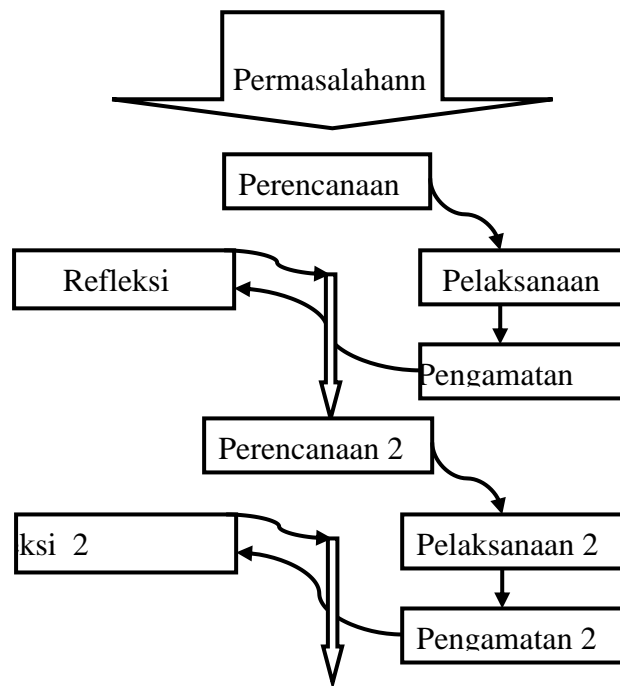 Permasalahann
Perencanaan
Refleksi
Pelaksanaan
Pengamatan
Perencanaan 2
ksi 2
Pelaksanaan 2
Pengamatan 2